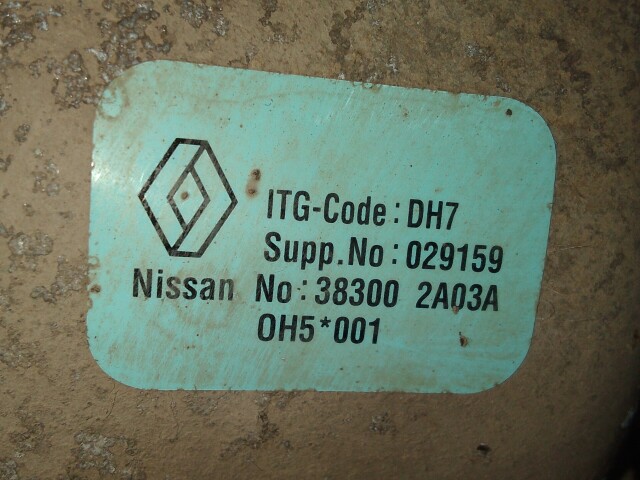 ITG-Code: DH7
Supp.No: 029159
Nissan No: 38300 2A03A
OH5*001